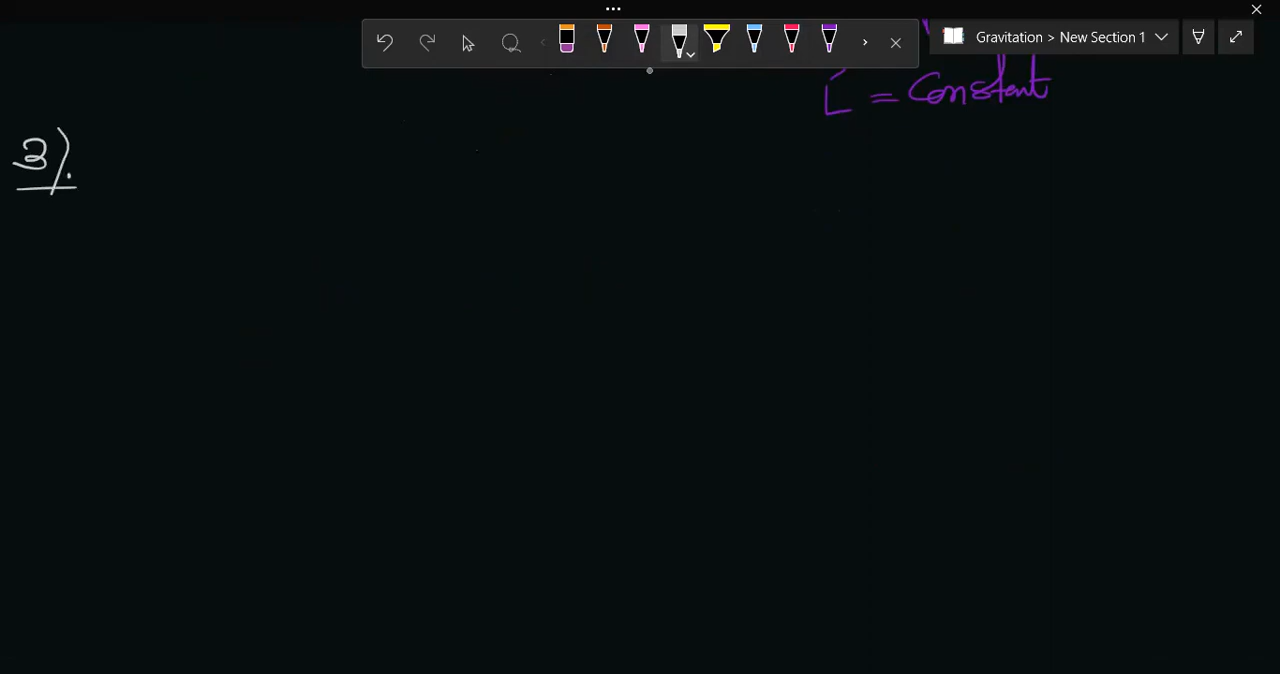 Gravitation > New Section 1
L = Constant
3).